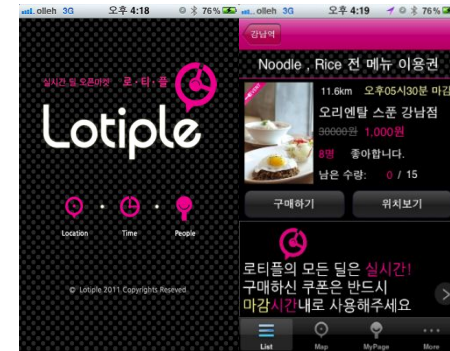 olleh 3G 오후 4:18 76%
실시간 딜 오픈마켓 로·티·플
Lotiple
Location Time People
© Lotiple 2011 Copyrights Reseved
olleh 3G 오후 4:19 76%
강남역
Noodle , Rice 전 메뉴 이용권
11.6km 오후05시30분 마감
오리엔탈 스푼 강남점
30000원 1,000원
8명 좋아합니다.
남은 수량: 0 / 15
구매하기 위치보기
로티플의 모든 딜은 실시간!
구매하신 쿠폰은 반드시
마감시간내로 사용해주세요
List Map MyPage More